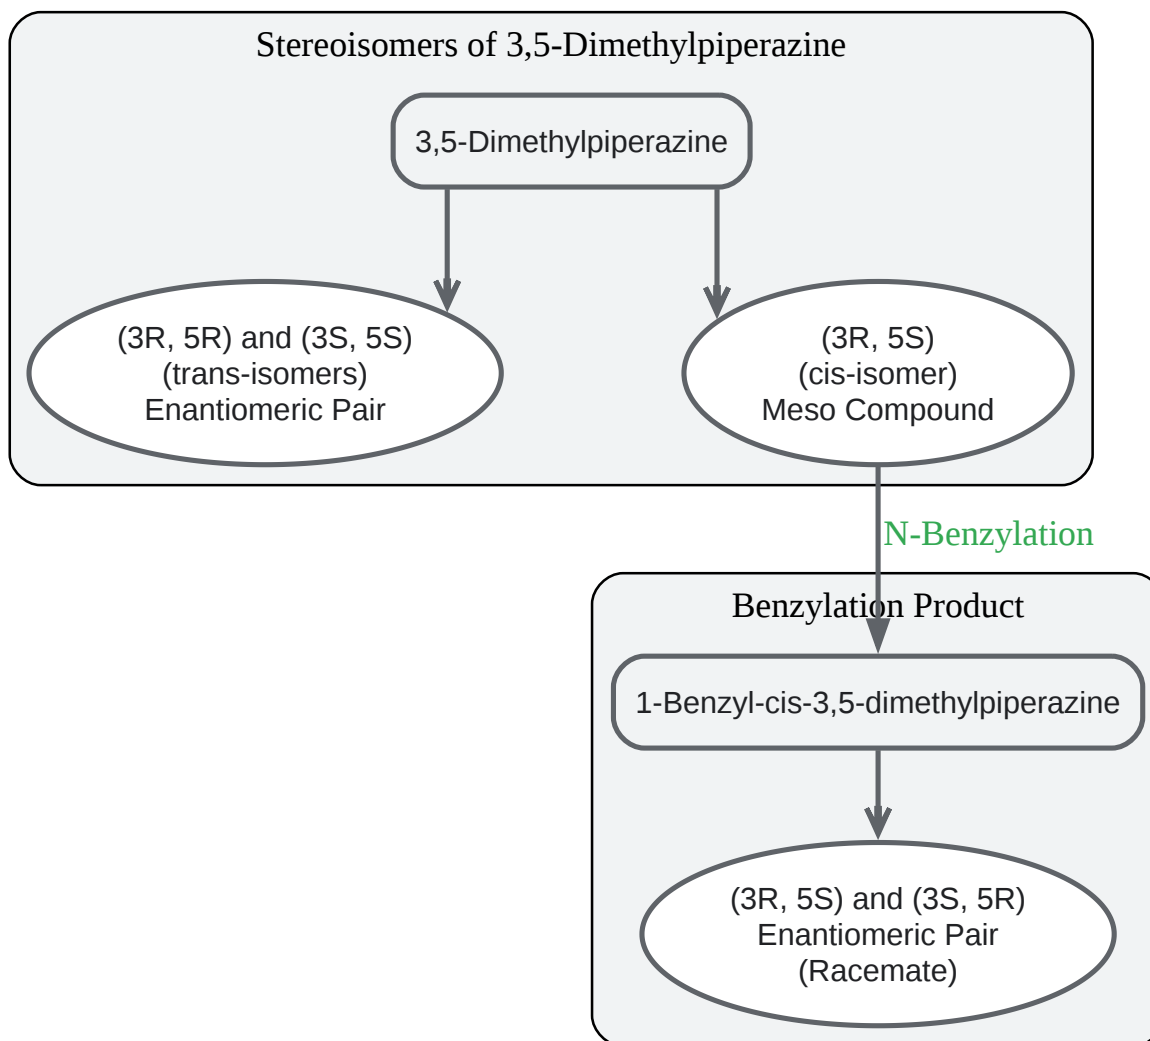 Stereoisomers of 3,5-Dimethylpiperazine
3,5-Dimethylpiperazine
(3R, 5R) and (3S, 5S)
(trans-isomers)
Enantiomeric Pair
(3R, 5S)
(cis-isomer)
Meso Compound
N-Benzylation
Benzylation Product
1-Benzyl-cis-3,5-dimethylpiperazine
(3R, 5S) and (3S, 5R)
Enantiomeric Pair
(Racemate)